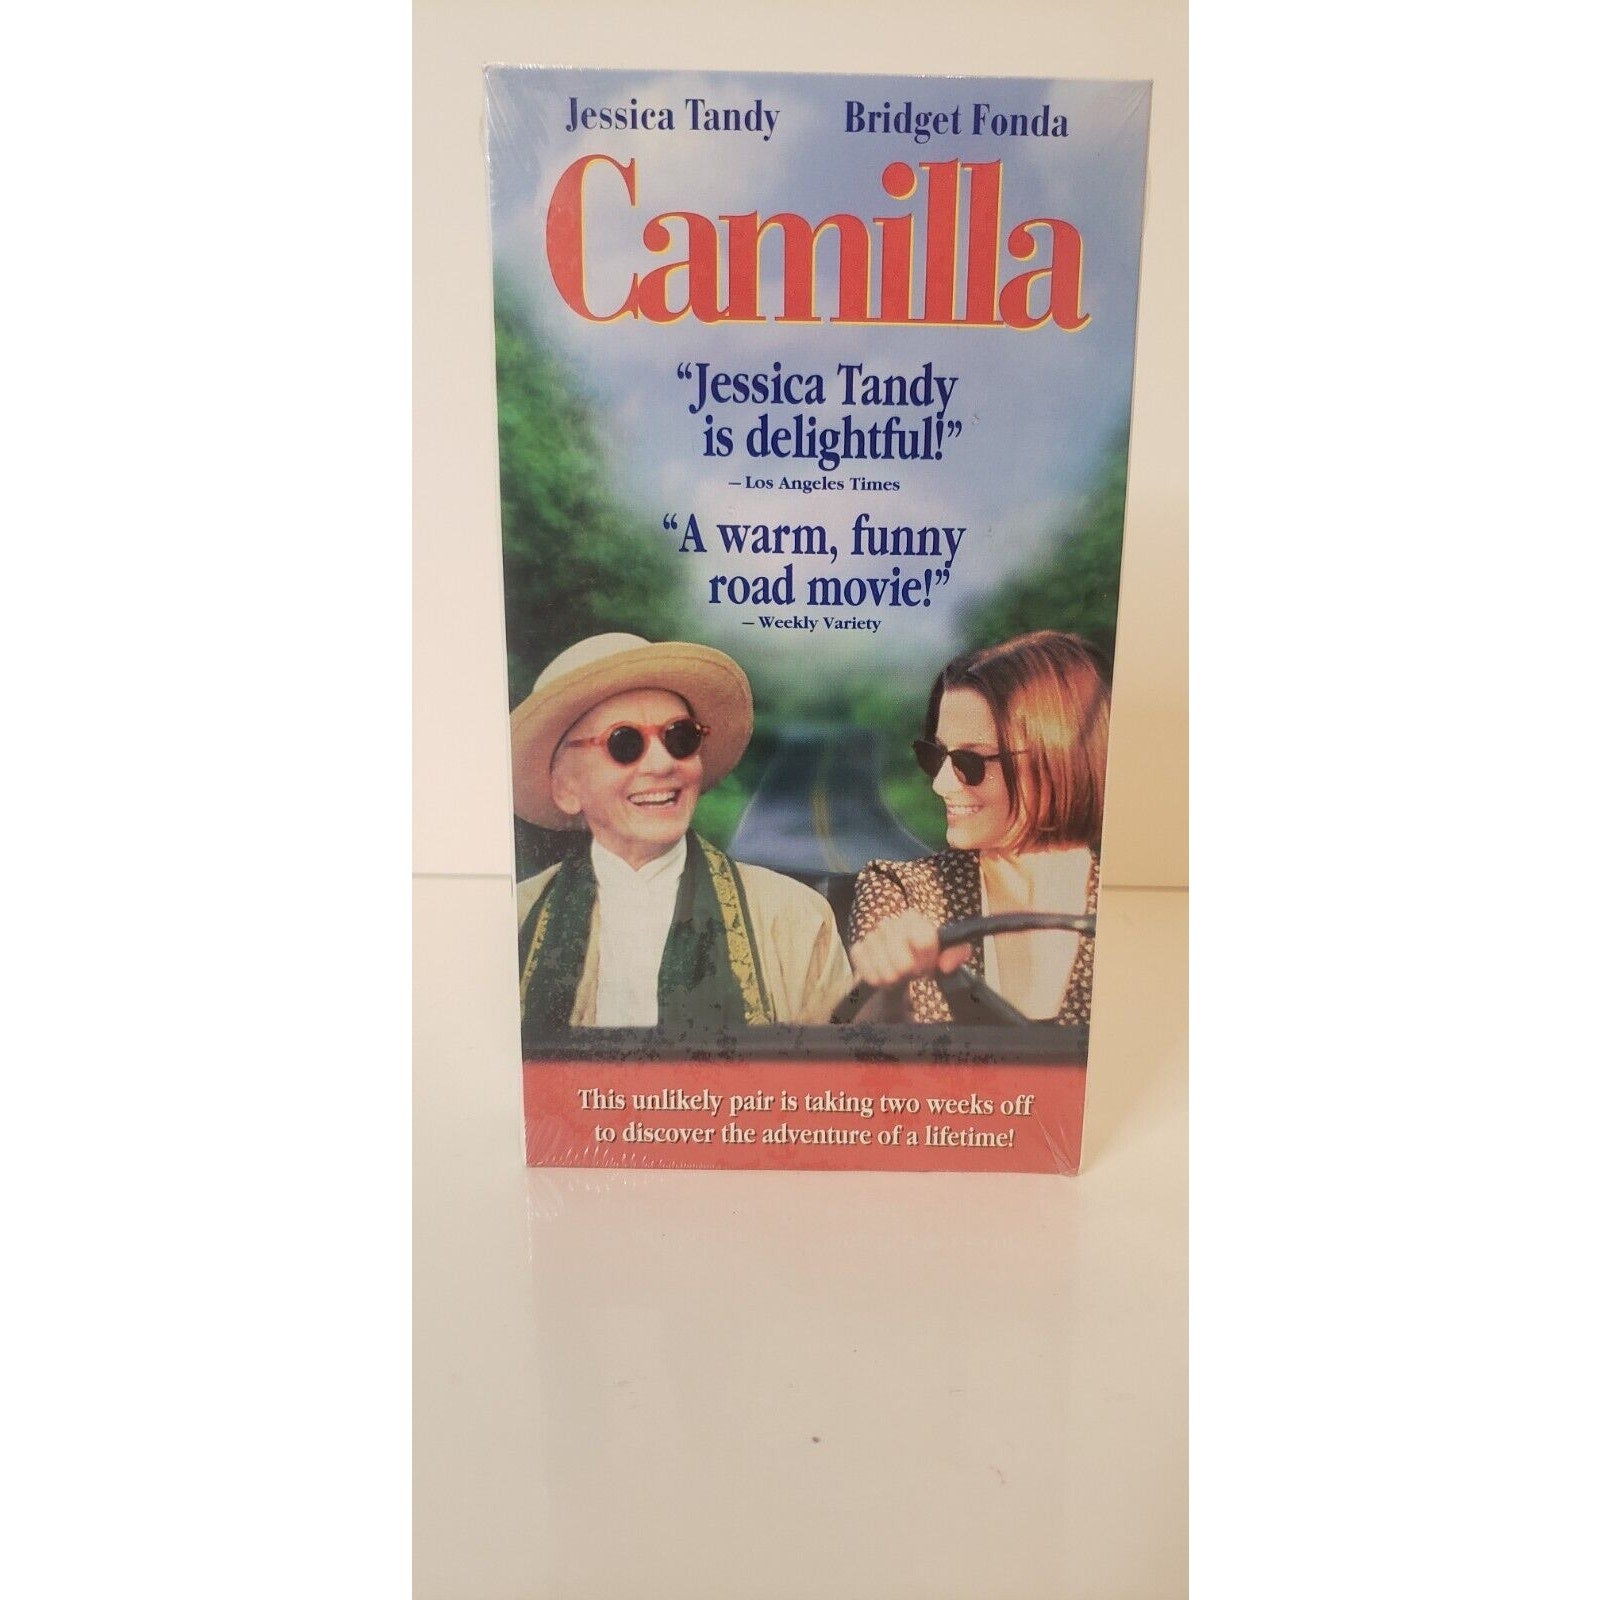 Jessica Tandy Bridget Fonda
Camilla
“Jessica Tandy
is delightful!”
– Los Angeles Times
“A warm, funny
road movie!”
– Weekly Variety
This unlikely pair is taking two weeks off
to discover the adventure of a lifetime!